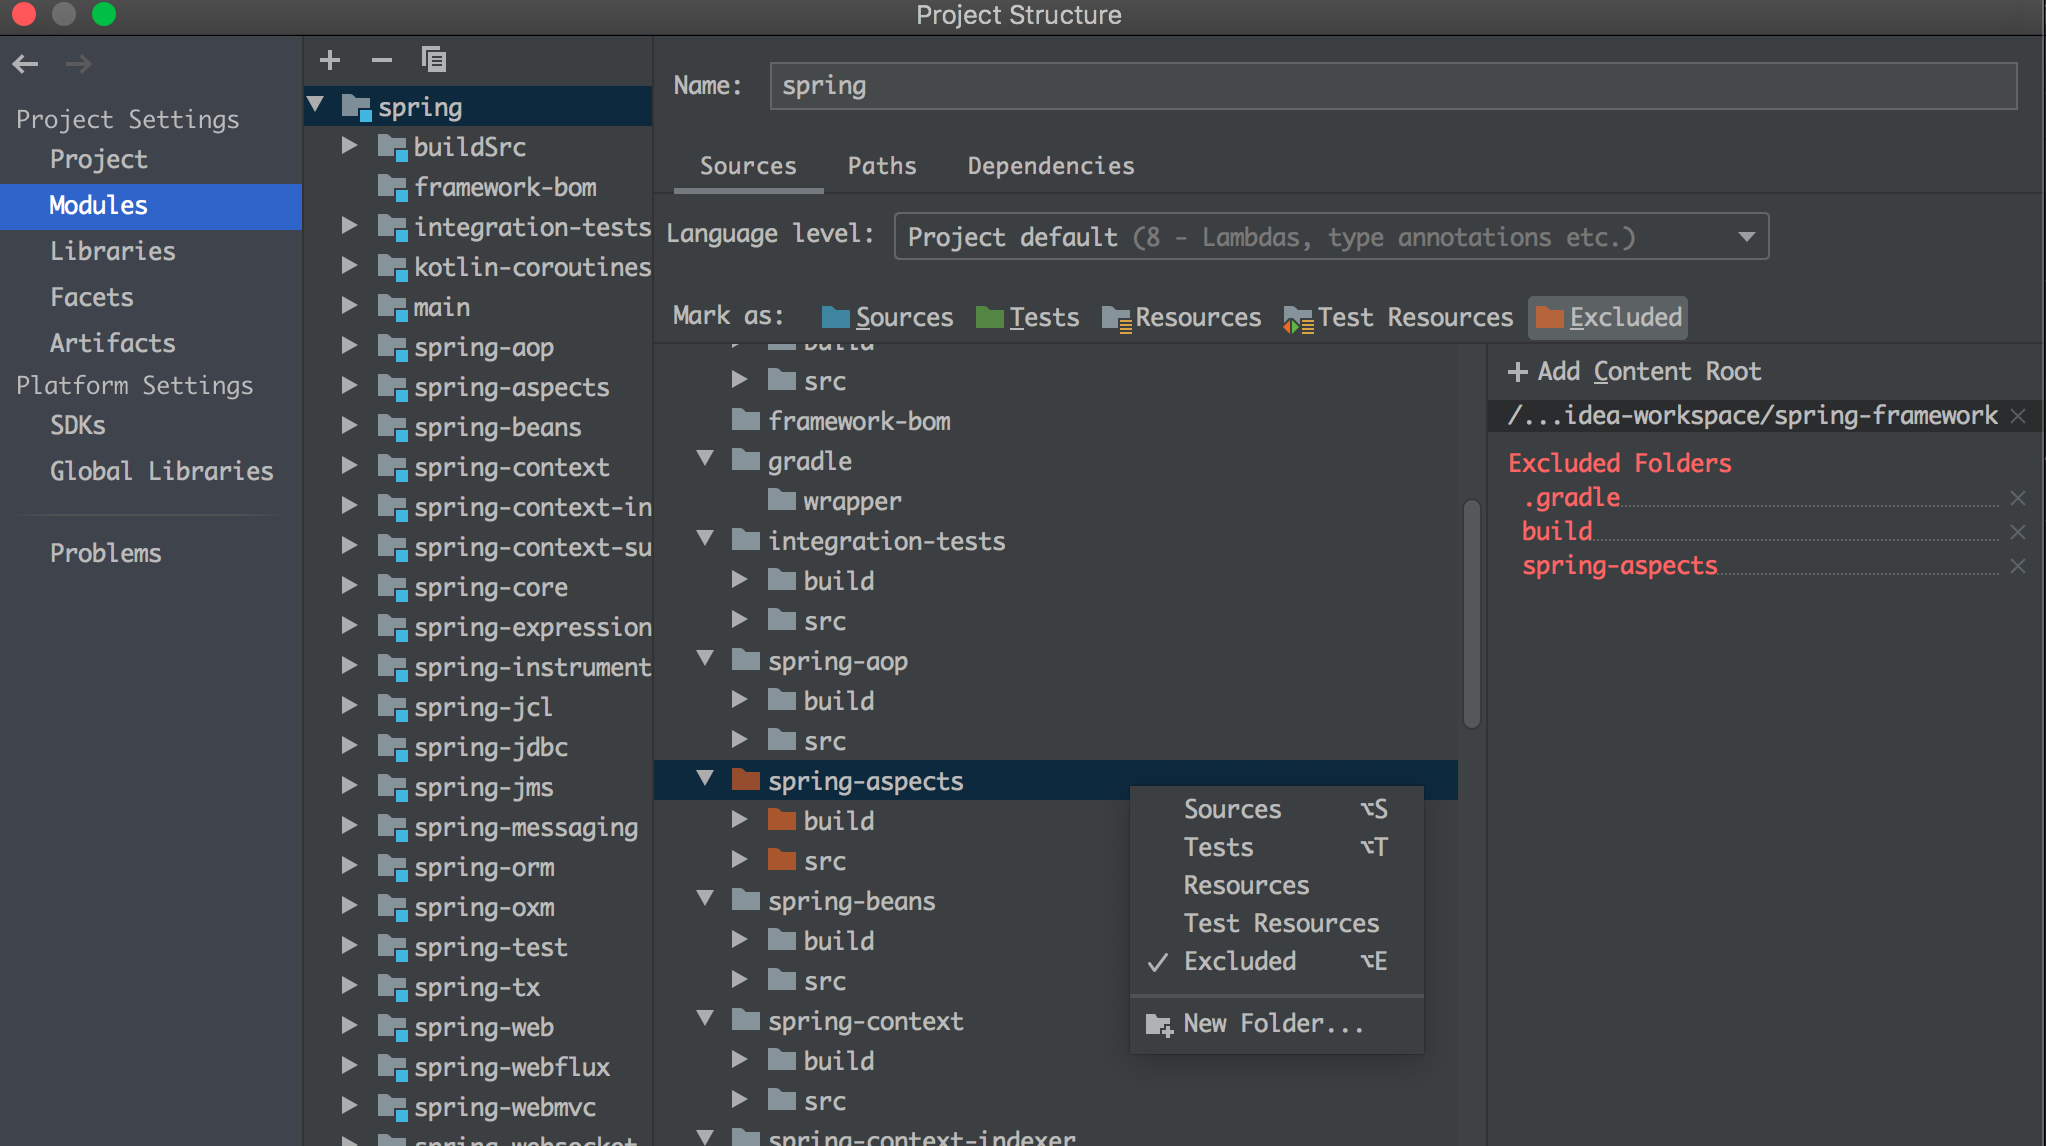 Project Structure
Project Settings
Project
Modules
Libraries
Facets
Artifacts
Platform Settings
SDKs
Global Libraries
Problems
spring
buildSrc
framework-bom
integration-tests
kotlin-coroutines
main
spring-aop
spring-aspects
spring-beans
spring-context
spring-context-in
spring-context-su
spring-core
spring-expression
spring-instrument
spring-jcl
spring-jdbc
spring-jms
spring-messaging
spring-orm
spring-oxm
spring-test
spring-tx
spring-web
spring-webflux
spring-webmvc
spring-websocket
Name: spring
Sources Paths Dependencies
Language level: Project default (8 - Lambdas, type annotations etc.)
Mark as: Sources Tests Resources Test Resources Excluded
build
src
framework-bom
gradle
wrapper
integration-tests
build
src
spring-aop
build
src
spring-aspects
build
src
spring-beans
build
src
spring-context
build
src
spring-context-indexer
Sources ⌥S
Tests ⌥T
Resources
Test Resources
Excluded ⌥E
New Folder...
Add Content Root
/...idea-workspace/spring-framework
Excluded Folders
.gradle
build
spring-aspects